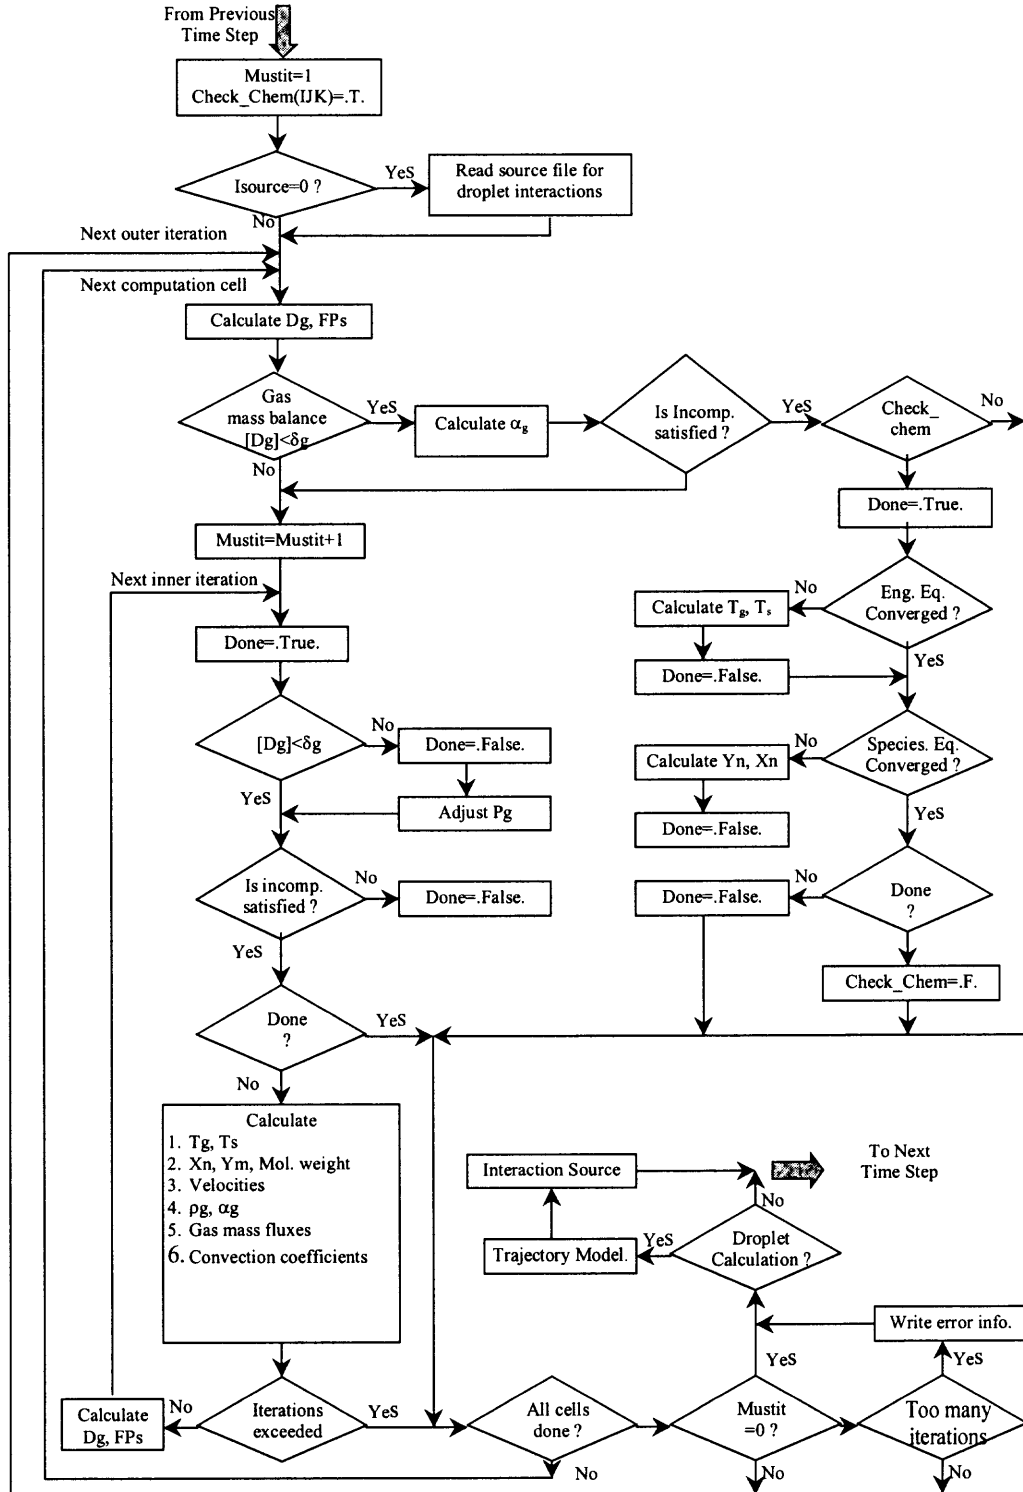 From Previous
Time Step
Mustit=1
Check_Chem(IJK)=.T.
Isource=0 ?
YeS
Read source file for
droplet interactions
No
Next outer iteration
Next computation cell
Calculate Dg, FPs
Gas
mass balance
[Dg]<δg
YeS
Calculate αg
Is Incomp.
satisfied ?
YeS
Check_
chem
No
No
Done=.True.
Mustit=Mustit+1
Next inner iteration
Eng. Eq.
Converged ?
No
Calculate Tg, Ts
Done=.True.
YeS
Done=.False.
[Dg]<δg
No
Done=.False.
Species. Eq.
Converged ?
No
Calculate Yn, Xn
YeS
Adjust Pg
YeS
Done=.False.
Is incomp.
satisfied ?
No
Done=.False.
Done
?
No
Done=.False.
YeS
Check_Chem=.F.
Done
?
YeS
No
Calculate
1. Tg, Ts
2. Xn, Ym, Mol. weight
3. Velocities
4. ρg, αg
5. Gas mass fluxes
6. Convection coefficients
Interaction Source
To Next
Time Step
No
Droplet
Calculation ?
YeS
Trajectory Model.
Write error info.
YeS
YeS
Calculate
Dg, FPs
No
Iterations
exceeded
YeS
All cells
done ?
Mustit
=0 ?
Too many
iterations
No
No
No